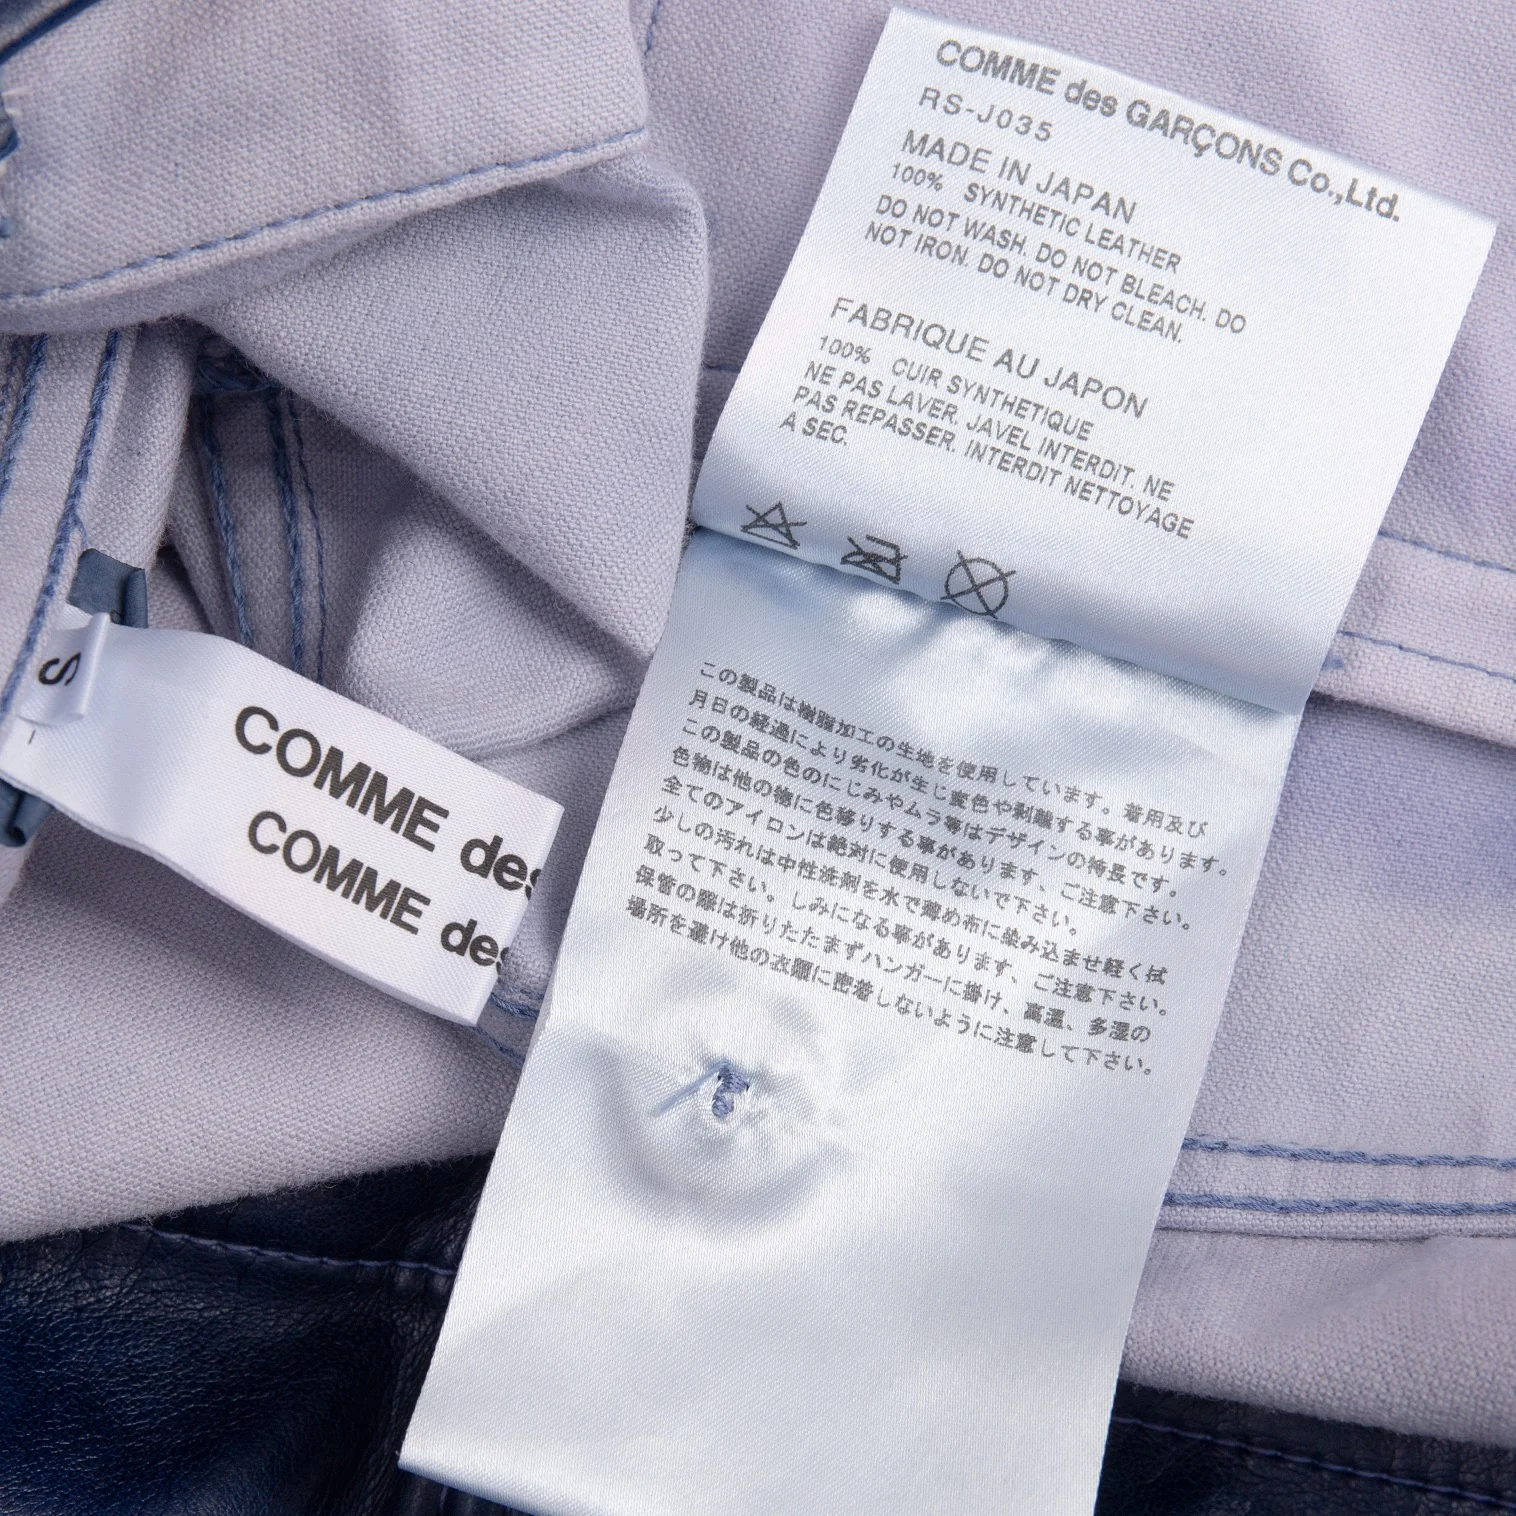 COMME des GARÇONS Co.,Ltd.
RS-J035
MADE IN JAPAN
100% SYNTHETIC LEATHER
DO NOT WASH. DO NOT BLEACH. DO
NOT IRON. DO NOT DRY CLEAN.
FABRIQUE AU JAPON
100% CUIR SYNTHETIQUE
NE PAS LAVER. JAVEL INTERDIT. NE
PAS REPASSER. INTERDIT NETTOYAGE
A SEC.
この製品は樹脂加工の生地を使用しています。着用及び
月日の経過により劣化が生じ変色や剥離する事があります。
この製品の色のにじみやムラ等はデザインの特長です。
色物は他の物に色移りする事があります、ご注意下さい。
全てのアイロンは絶対に使用しないで下さい。
少しの汚れは中性洗剤を水で薄め布に染み込ませ軽く拭
取って下さい。しみになる事があります、ご注意下さい。
保管の際は折りたたまずハンガーに掛け、高温、多湿の
場所を避け他の衣類に密着しないように注意して下さい。
S
COMME des
COMME des